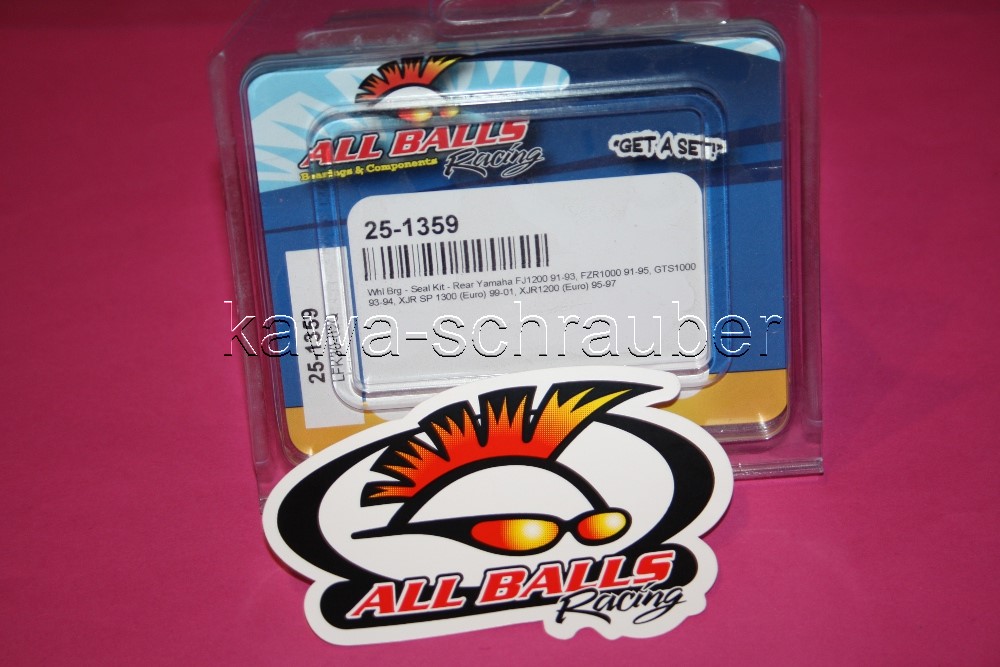 ALL BALLS
Racing
Bearings & Components
"GET A SET!"
25-1359
Whl Brg - Seal Kit - Rear Yamaha FJ1200 91-93, FZR1000 91-95, GTS1000
93-94, XJR SP 1300 (Euro) 99-01, XJR1200 (Euro) 95-97
25-1359
kawa-schrauber
ALL BALLS
Racing